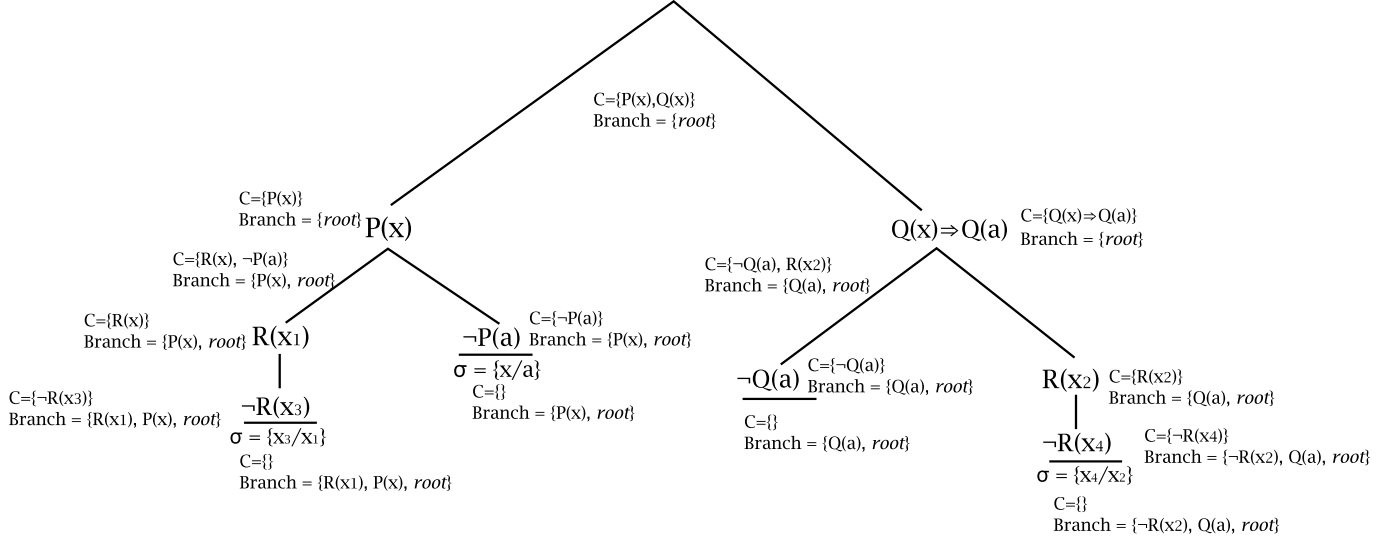 C={P(x),Q(x)}
Branch = {root}
C={P(x)}
Branch = {root}
P(x)
Q(x)⇒Q(a)
C={Q(x)⇒Q(a)}
Branch = {root}
C={R(x), ¬P(a)}
Branch = {P(x), root}
C={¬Q(a), R(x2)}
Branch = {Q(a), root}
C={R(x)}
Branch = {P(x), root}
R(x1)
¬P(a)
C={¬P(a)}
Branch = {P(x), root}
σ = {x/a}
C={}
Branch = {P(x), root}
¬Q(a)
C={¬Q(a)}
Branch = {Q(a), root}
C={}
Branch = {Q(a), root}
R(x2)
C={R(x2)}
Branch = {Q(a), root}
C={¬R(x3)}
Branch = {R(x1), P(x), root}
¬R(x3)
σ = {x3/x1}
C={}
Branch = {R(x1), P(x), root}
¬R(x4)
C={¬R(x4)}
Branch = {¬R(x2), Q(a), root}
σ = {x4/x2}
C={}
Branch = {¬R(x2), Q(a), root}